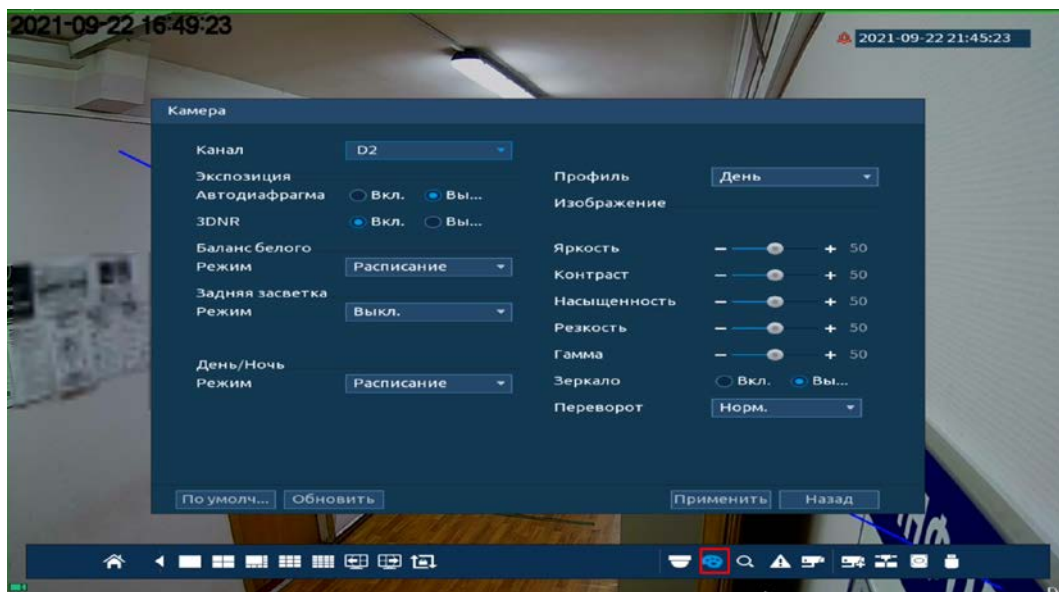 2021-09-22 16:49:23
2021-09-22 21:45:23
Камера
Канал
D2
Экспозиция
Автодиафрагма
Вкл.
Вы...
3DNR
Вкл.
Вы...
Баланс белого
Режим
Расписание
Задняя засветка
Режим
Выкл.
День/Ночь
Режим
Расписание
Профиль
День
Изображение
Яркость
- + 50
Контраст
- + 50
Насыщенность
- + 50
Резкость
- + 50
Гамма
- + 50
Зеркало
Вкл.
Вы...
Переворот
Норм.
По умолч...
Обновить
Применить
Назад